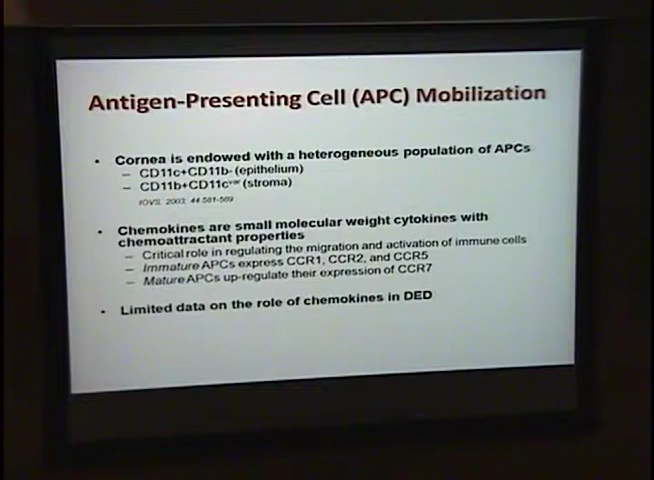 Antigen-Presenting Cell (APC) Mobilization
• Cornea is endowed with a heterogeneous population of APCs
– CD11c+CD11b- (epithelium)
– CD11b+CD11cᵛᵃʳ (stroma)
IOVS. 2003; 44:581-589
• Chemokines are small molecular weight cytokines with
chemoattractant properties
– Critical role in regulating the migration and activation of immune cells
– Immature APCs express CCR1, CCR2, and CCR5
– Mature APCs up-regulate their expression of CCR7
• Limited data on the role of chemokines in DED